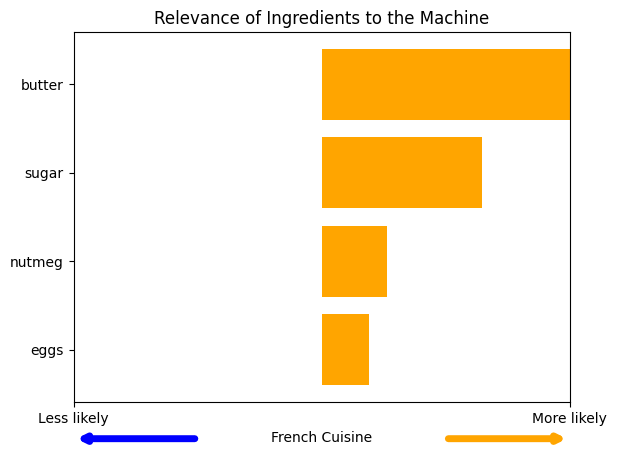 Relevance of Ingredients to the Machine
butter
sugar
nutmeg
eggs
Less likely
More likely
French Cuisine